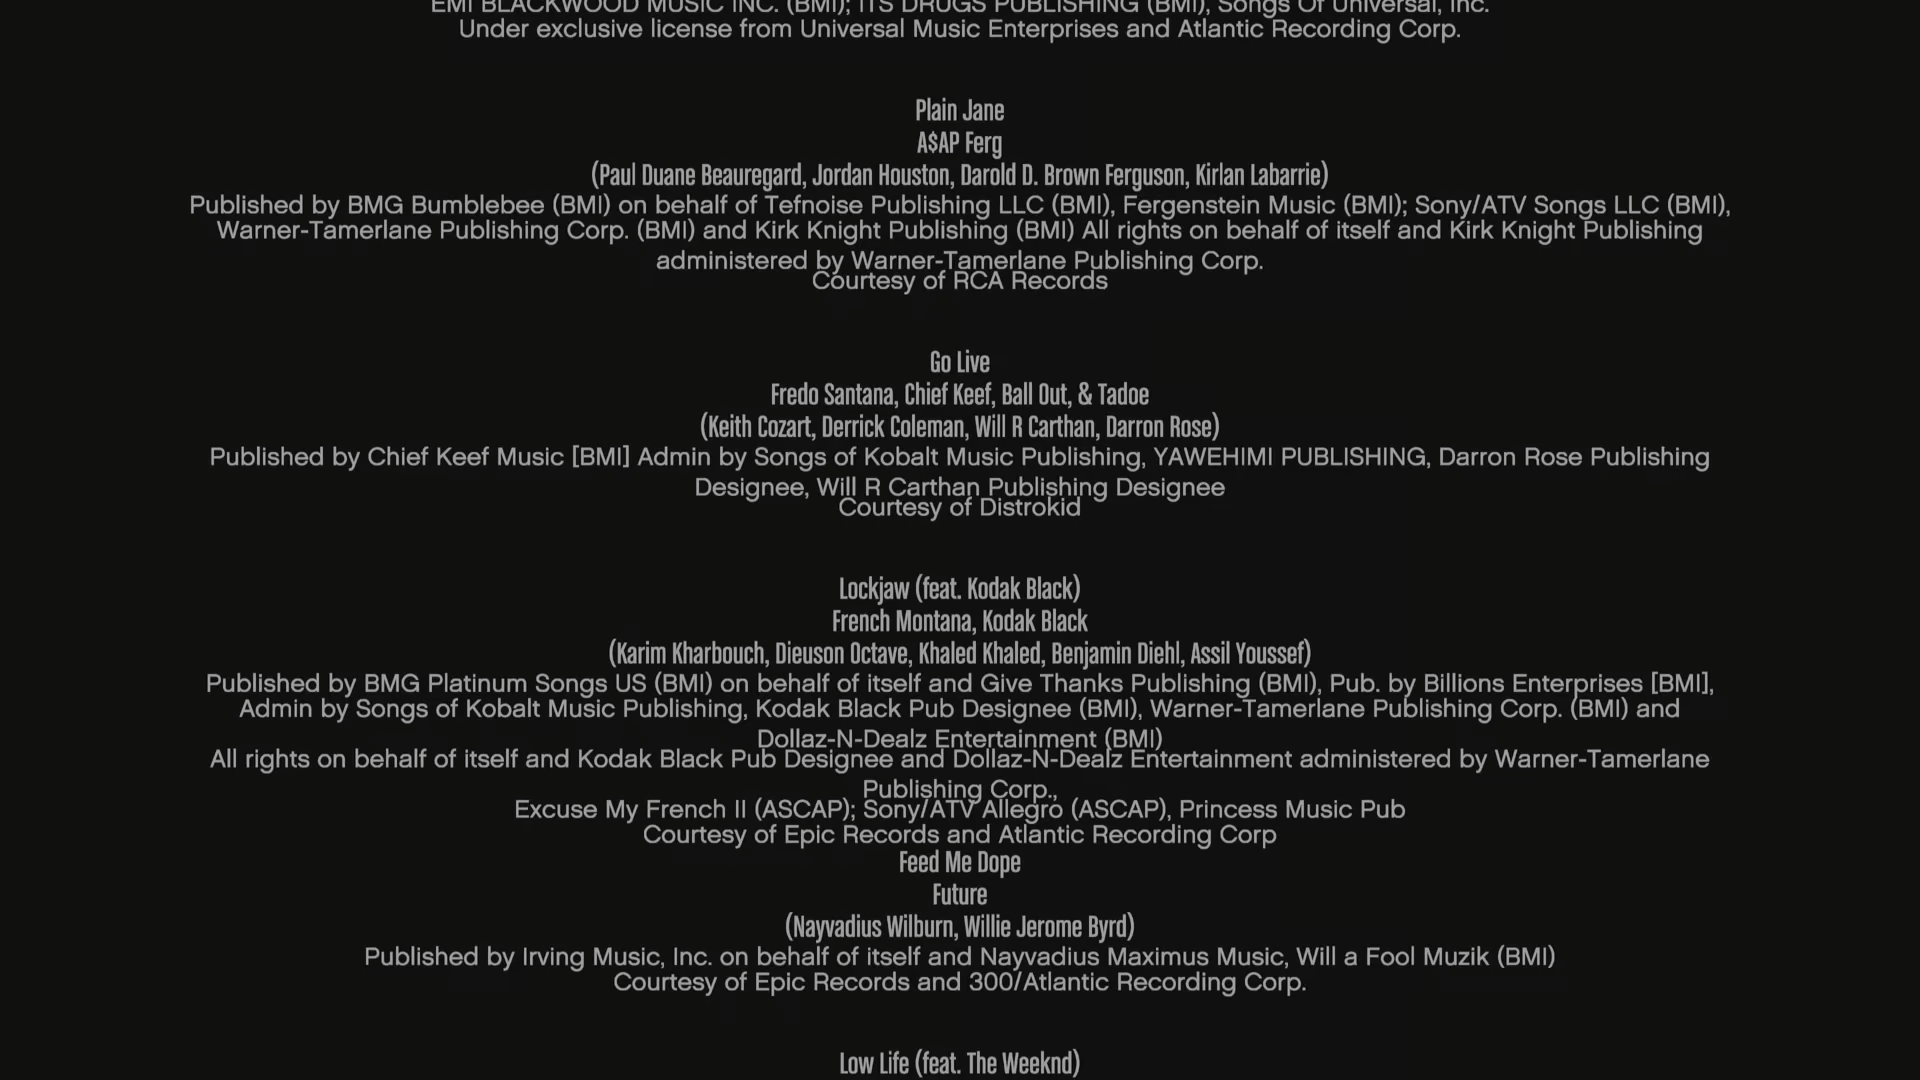 EMI BLACKWOOD MUSIC INC. (BMI); ITS DRUGS PUBLISHING (BMI), Songs Of Universal, Inc.
Under exclusive license from Universal Music Enterprises and Atlantic Recording Corp.
Plain Jane
A$AP Ferg
(Paul Duane Beauregard, Jordan Houston, Darold D. Brown Ferguson, Kirlan Labarrie)
Published by BMG Bumblebee (BMI) on behalf of Tefnoise Publishing LLC (BMI), Fergenstein Music (BMI); Sony/ATV Songs LLC (BMI),
Warner-Tamerlane Publishing Corp. (BMI) and Kirk Knight Publishing (BMI) All rights on behalf of itself and Kirk Knight Publishing
administered by Warner-Tamerlane Publishing Corp.
Courtesy of RCA Records
Go Live
Fredo Santana, Chief Keef, Ball Out, & Tadoe
(Keith Cozart, Derrick Coleman, Will R Carthan, Darron Rose)
Published by Chief Keef Music [BMI] Admin by Songs of Kobalt Music Publishing, YAWEHIMI PUBLISHING, Darron Rose Publishing
Designee, Will R Carthan Publishing Designee
Courtesy of Distrokid
Lockjaw (feat. Kodak Black)
French Montana, Kodak Black
(Karim Kharbouch, Dieuson Octave, Khaled Khaled, Benjamin Diehl, Assil Youssef)
Published by BMG Platinum Songs US (BMI) on behalf of itself and Give Thanks Publishing (BMI), Pub. by Billions Enterprises [BMI],
Admin by Songs of Kobalt Music Publishing, Kodak Black Pub Designee (BMI), Warner-Tamerlane Publishing Corp. (BMI) and
Dollaz-N-Dealz Entertainment (BMI)
All rights on behalf of itself and Kodak Black Pub Designee and Dollaz-N-Dealz Entertainment administered by Warner-Tamerlane
Publishing Corp.,
Excuse My French II (ASCAP); Sony/ATV Allegro (ASCAP), Princess Music Pub
Courtesy of Epic Records and Atlantic Recording Corp
Feed Me Dope
Future
(Nayvadius Wilburn, Willie Jerome Byrd)
Published by Irving Music, Inc. on behalf of itself and Nayvadius Maximus Music, Will a Fool Muzik (BMI)
Courtesy of Epic Records and 300/Atlantic Recording Corp.
Low Life (feat. The Weeknd)